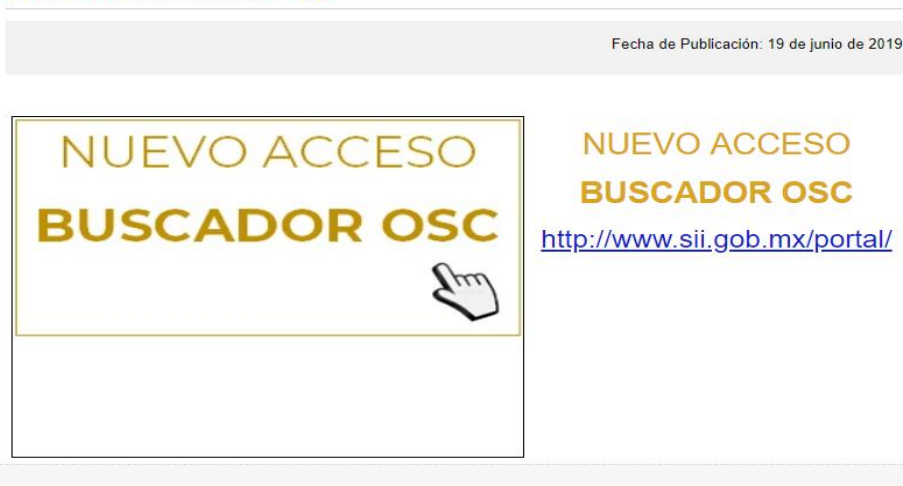 Fecha de Publicación: 19 de junio de 2019
NUEVO ACCESO
BUSCADOR OSC
NUEVO ACCESO
BUSCADOR OSC
http://www.sii.gob.mx/portal/